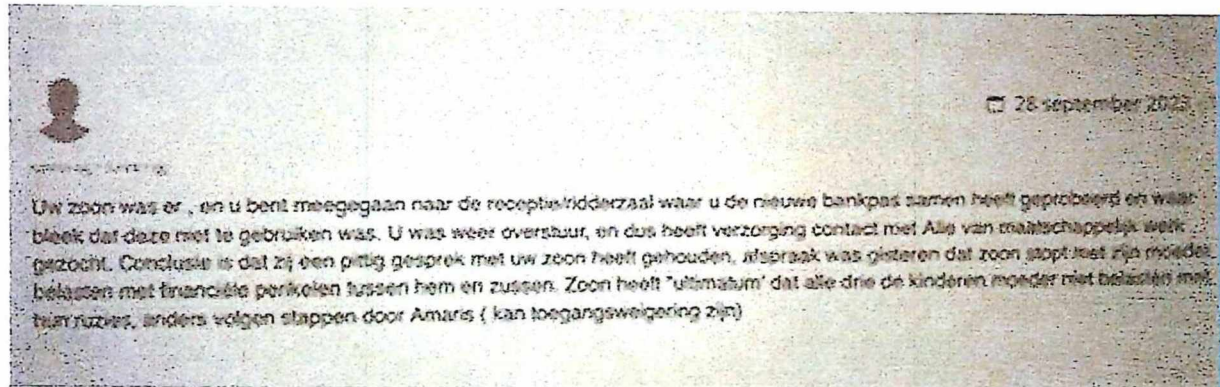 28 september 2023
Uw zoon was er , en u bent meegegaan naar de receptie/ridderzaal waar u de nieuwe bankpas samen heeft geprobeerd en waar
bleek dat deze niet te gebruiken was. U was weer overstuur, en dus heeft verzorging contact met Alie van maatschappelijk werk
gezocht. Conclusie is dat zij een pittig gesprek met uw zoon heeft gehouden, afspraak was gisteren dat zoon stopt met zijn moeder
belasten met financiële perikelen tussen hem en zussen. Zoon heeft "ultimatum' dat alle drie de kinderen moeder niet belasten met
hun ruzies, anders volgen stappen door Amaris ( kan toegangsweigering zijn)